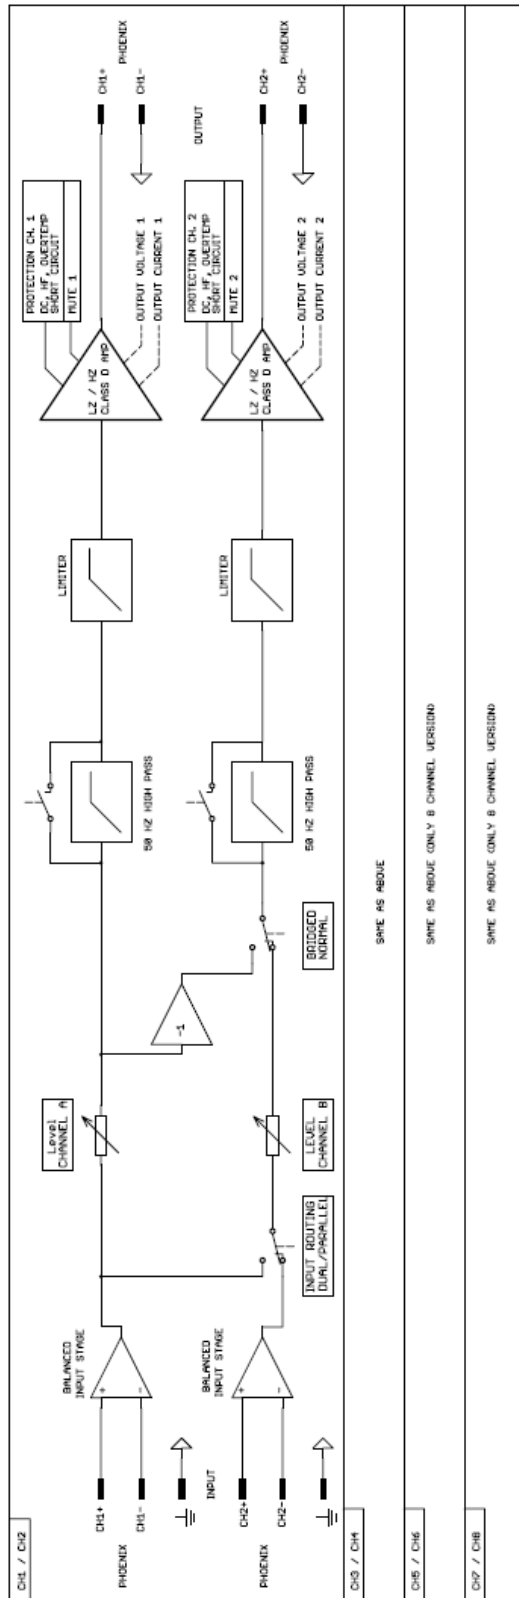 CH1 / CH2
PHOENIX
CH1+
CH1-
INPUT
CH2+
CH2-
PHOENIX
BALANCED
INPUT STAGE
+
-
BALANCED
INPUT STAGE
+
-
INPUT ROUTING
DUAL/PARALLEL
Level
CHANNEL A
LEVEL
CHANNEL B
-1
BRIDGED
NORMAL
50 HZ HIGH PASS
50 HZ HIGH PASS
LIMITER
LIMITER
LZ / HZ
CLASS D AMP
PROTECTION CH. 1
DC, HF, OVERTEMP
SHORT CIRCUIT
MUTE 1
OUTPUT VOLTAGE 1
OUTPUT CURRENT 1
LZ / HZ
CLASS D AMP
PROTECTION CH. 2
DC, HF, OVERTEMP
SHORT CIRCUIT
MUTE 2
OUTPUT VOLTAGE 2
OUTPUT CURRENT 2
CH1+
CH1-
PHOENIX
OUTPUT
CH2+
CH2-
PHOENIX
CH3 / CH4
SAME AS ABOVE
CH5 / CH6
SAME AS ABOVE (ONLY 8 CHANNEL VERSION)
CH7 / CH8
SAME AS ABOVE (ONLY 8 CHANNEL VERSION)